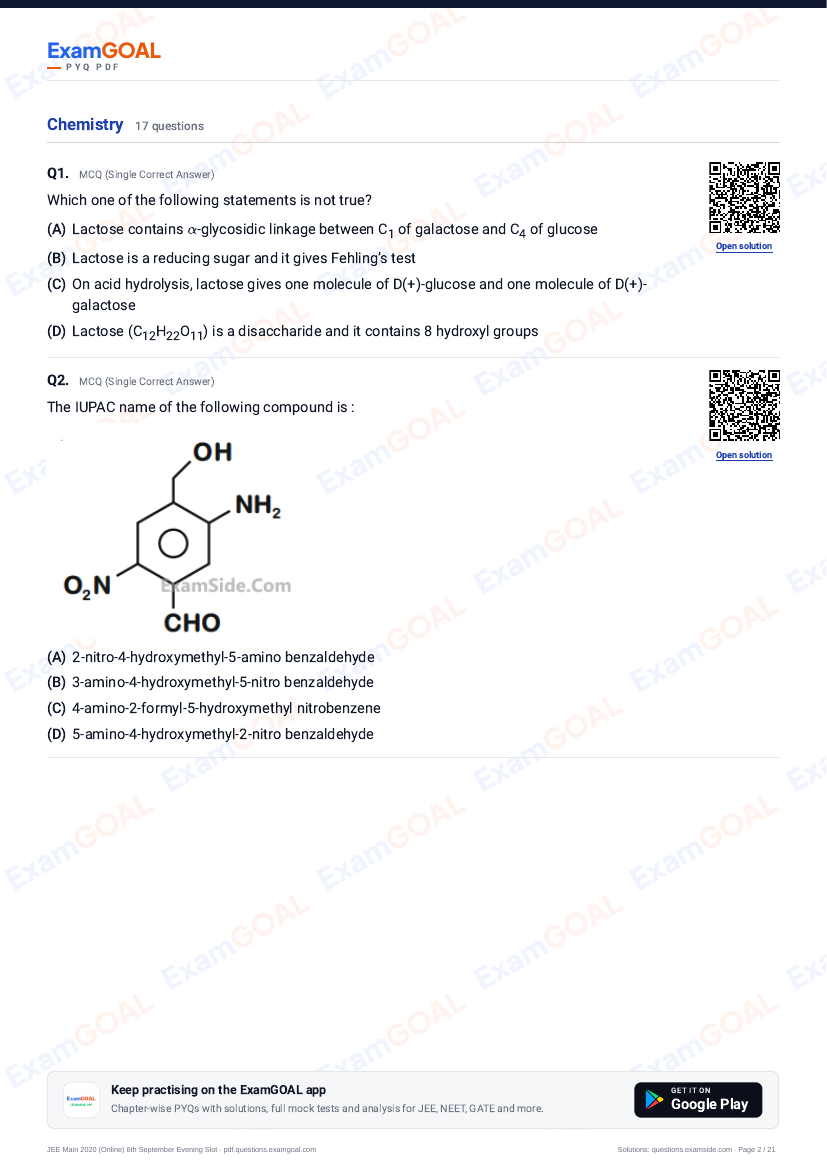 ExamGOAL
PYQ PDF
Chemistry 17 questions
Q1. MCQ (Single Correct Answer)
Which one of the following statements is not true?
(A) Lactose contains α-glycosidic linkage between C1 of galactose and C4 of glucose
Open solution
(B) Lactose is a reducing sugar and it gives Fehling's test
(C) On acid hydrolysis, lactose gives one molecule of D(+)-glucose and one molecule of D(+)-
galactose
(D) Lactose (C12H22O11) is a disaccharide and it contains 8 hydroxyl groups
Q2. MCQ (Single Correct Answer)
The IUPAC name of the following compound is :
Open solution
OH
NH2
O2N
ExamSide.Com
CHO
(A) 2-nitro-4-hydroxymethyl-5-amino benzaldehyde
(B) 3-amino-4-hydroxymethyl-5-nitro benzaldehyde
(C) 4-amino-2-formyl-5-hydroxymethyl nitrobenzene
(D) 5-amino-4-hydroxymethyl-2-nitro benzaldehyde
Keep practising on the ExamGOAL app
Chapter-wise PYQs with solutions, full mock tests and analysis for JEE, NEET, GATE and more.
ExamGOAL
GET IT ON
Google Play
JEE Main 2020 (Online) 6th September Evening Slot · pdf.questions.examgoal.com
Solutions: questions.examside.com · Page 2 / 21